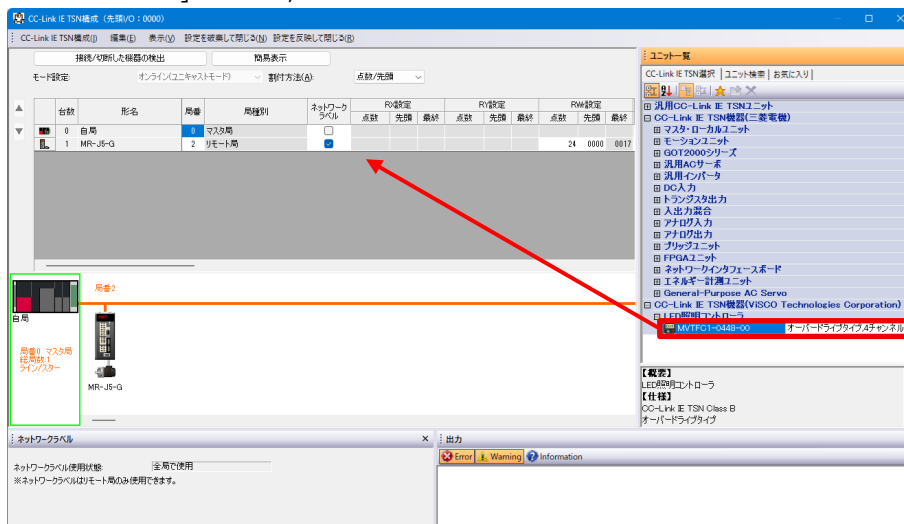 CC-Link IE TSN構成 (先頭I/O : 0000)
CC-Link IE TSN構成(I) 編集(E) 表示(V) 設定を破棄して閉じる(N) 設定を反映して閉じる(R)
接続/切断した機器の検出 簡易表示
モード設定: オンライン(ユニキャストモード) 割付方法(A): 点数/先頭
台数 形名 局番 局種別 ネットワークラベル RX設定 RY設定 RWr設定
点数 先頭 最終 点数 先頭 最終 点数 先頭 最終
0 自局 0 マスタ局
1 MR-J5-G 2 リモート局 24 0000 0017
局番2
自局
局番0 マスタ局
総局数:1
ライン/スター
MR-J5-G
ユニット一覧
CC-Link IE TSN選択 ユニット検索 お気に入り
汎用CC-Link IE TSNユニット
CC-Link IE TSN機器(三菱電機)
マスタ・ローカルユニット
モーションユニット
GOT2000シリーズ
汎用ACサーボ
汎用インバータ
DC入力
トランジスタ出力
入出力混合
アナログ入力
アナログ出力
ブリッジユニット
FPGAユニット
ネットワークインタフェースボード
エネルギー計測ユニット
General-Purpose AC Servo
CC-Link IE TSN機器(ViSCO Technologies Corporation)
LED照明コントローラ
MVTFC1-0448-00 オーバードライブタイプ,4チャンネル
【概要】
LED照明コントローラ
【仕様】
CC-Link IE TSN Class B
オーバードライブタイプ
ネットワークラベル ×
ネットワークラベル使用状態: 全局で使用
※ネットワークラベルはリモート局のみ使用できます。
出力
Error Warning Information